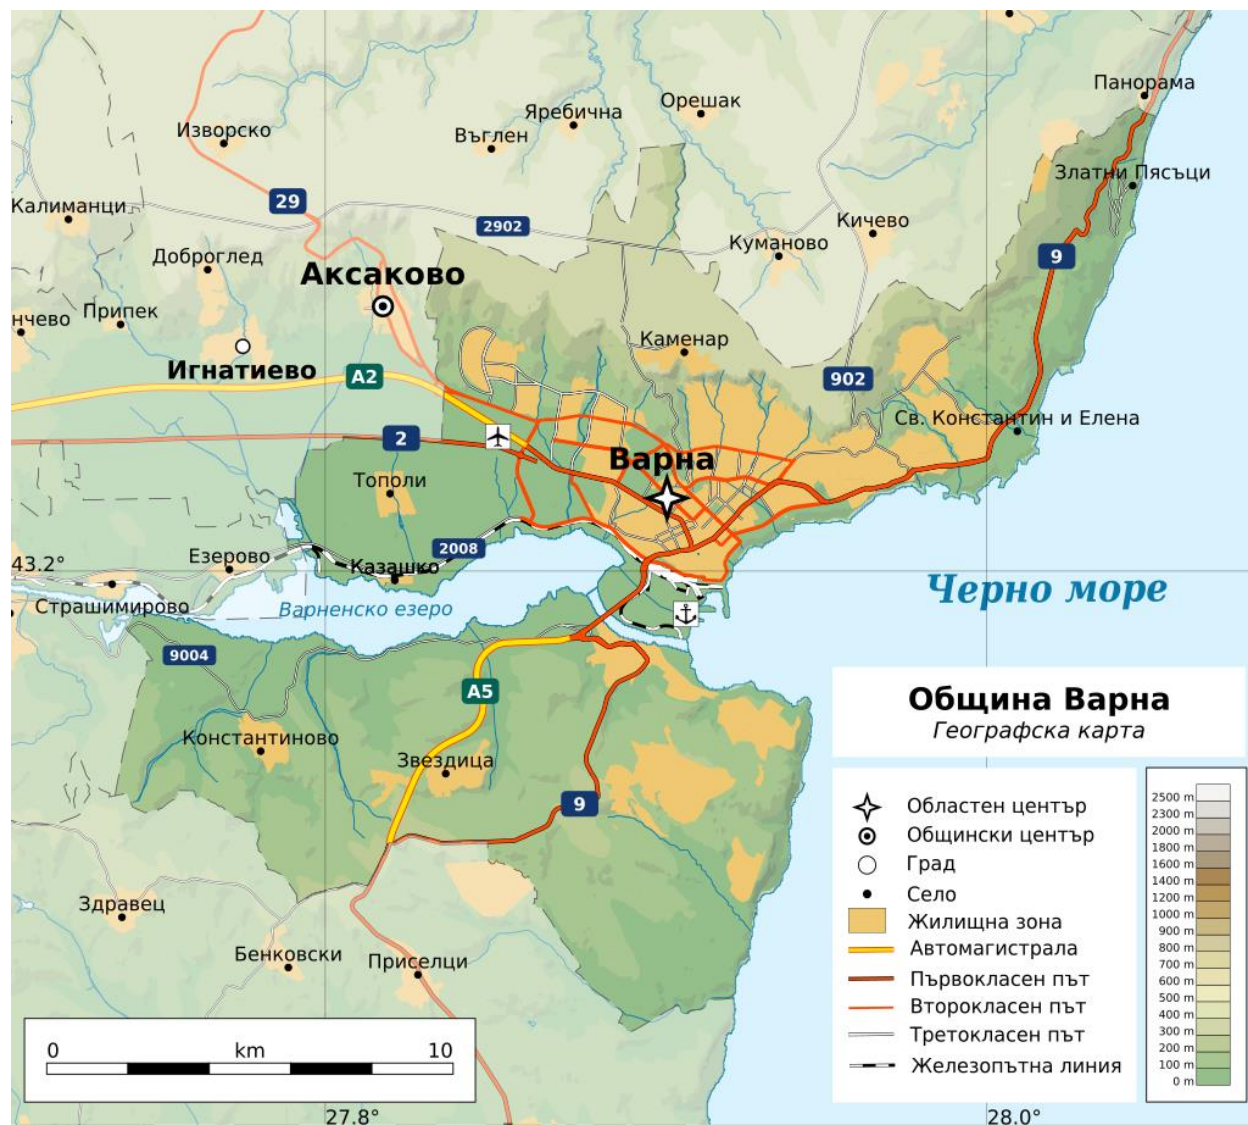 Панорама
Орешак
Яребична
Въглен
Изворско
Златни Пясъци
29
Калиманци
2902
Кичево
Куманово
9
Доброглед
Аксаково
Припек
нчево
Каменар
Игнатиево
A2
902
Св. Константин и Елена
2
Варна
Тополи
2008
Езерово
43.2°
Казашко
Страшимирово
Варненско езеро
Черно море
9004
A5
Константиново
Звездица
9
Здравец
Бенковски
Приселци
Община Варна
Географска карта
Областен център
Общински център
Град
Село
Жилищна зона
Автомагистрала
Първокласен път
Второкласен път
Третокласен път
Железопътна линия
2500 m
2300 m
2000 m
1800 m
1600 m
1400 m
1200 m
1000 m
900 m
800 m
700 m
600 m
500 m
400 m
300 m
200 m
100 m
0 m
0 km 10
27.8°
28.0°